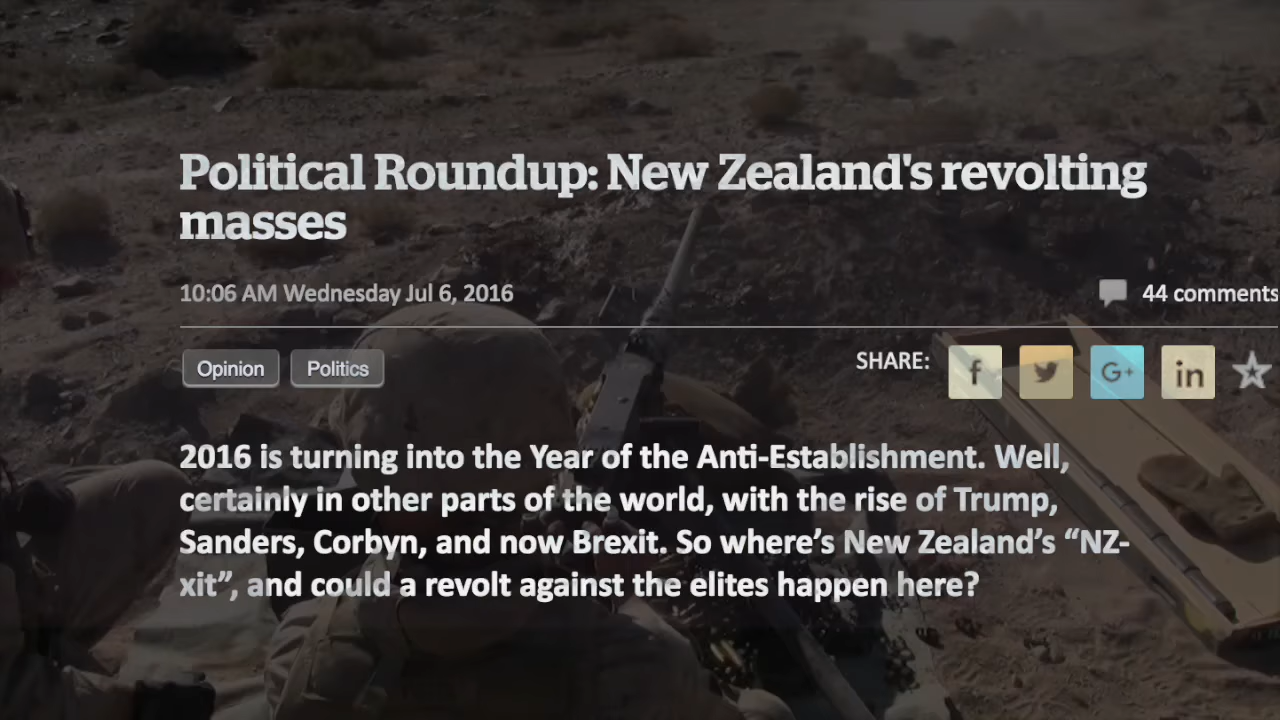 Political Roundup: New Zealand's revolting
masses
10:06 AM Wednesday Jul 6, 2016
44 comments
Opinion
Politics
SHARE:
f
G+
in
2016 is turning into the Year of the Anti-Establishment. Well,
certainly in other parts of the world, with the rise of Trump,
Sanders, Corbyn, and now Brexit. So where's New Zealand's “NZ-
xit”, and could a revolt against the elites happen here?